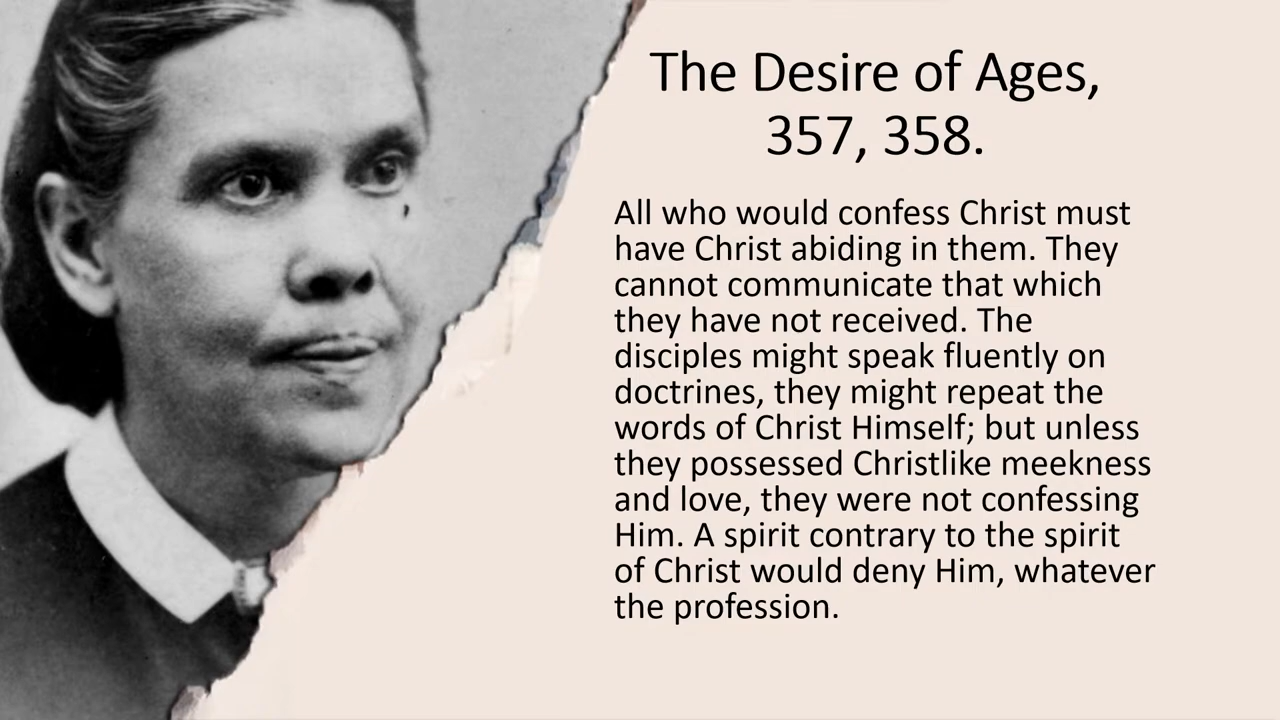 The Desire of Ages,
357, 358.
All who would confess Christ must
have Christ abiding in them. They
cannot communicate that which
they have not received. The
disciples might speak fluently on
doctrines, they might repeat the
words of Christ Himself; but unless
they possessed Christlike meekness
and love, they were not confessing
Him. A spirit contrary to the spirit
of Christ would deny Him, whatever
the profession.